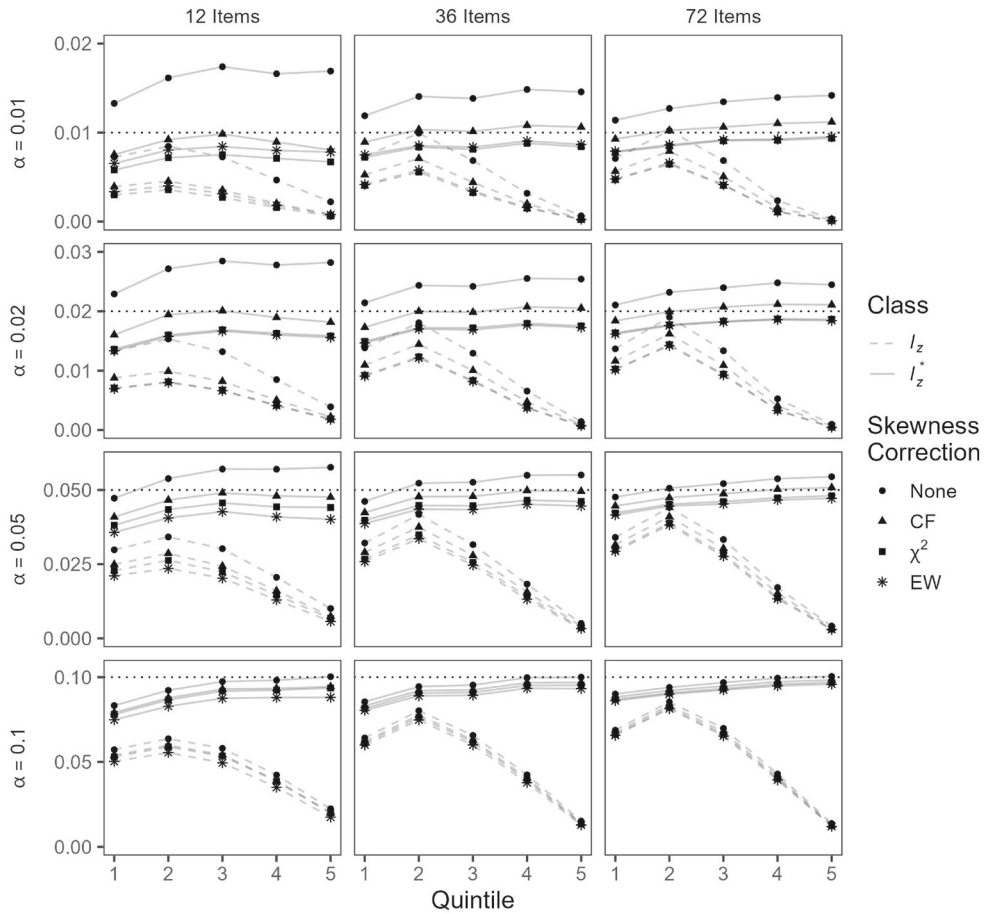 12 Items
36 Items
72 Items
α = 0.01
0.02
0.01
0.00
α = 0.02
0.03
0.02
0.01
0.00
α = 0.05
0.050
0.025
0.000
α = 0.1
0.10
0.05
0.00
1 2 3 4 5
1 2 3 4 5
1 2 3 4 5
Quintile
Class
l_z
l_z^*
Skewness
Correction
None
CF
χ²
EW